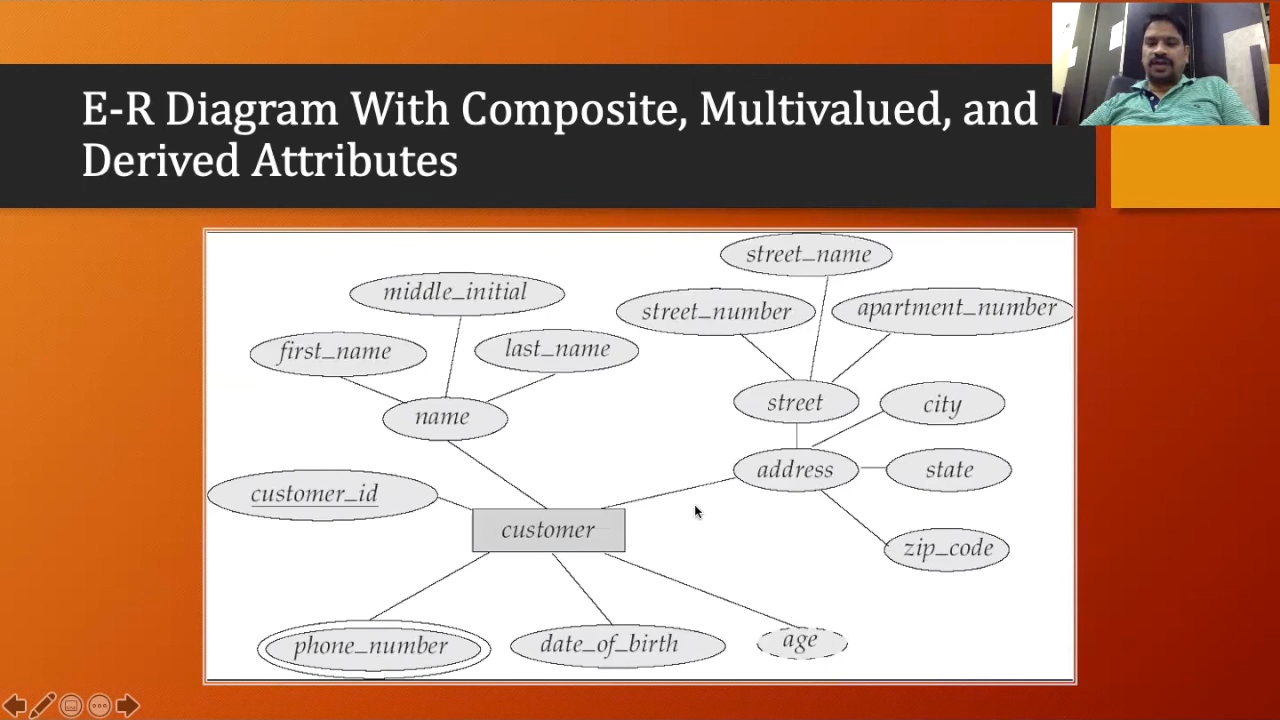 E-R Diagram With Composite, Multivalued, and
Derived Attributes
street_name
middle_initial
street_number
apartment_number
first_name
last_name
name
street
city
address
state
customer_id
customer
zip_code
phone_number
date_of_birth
age